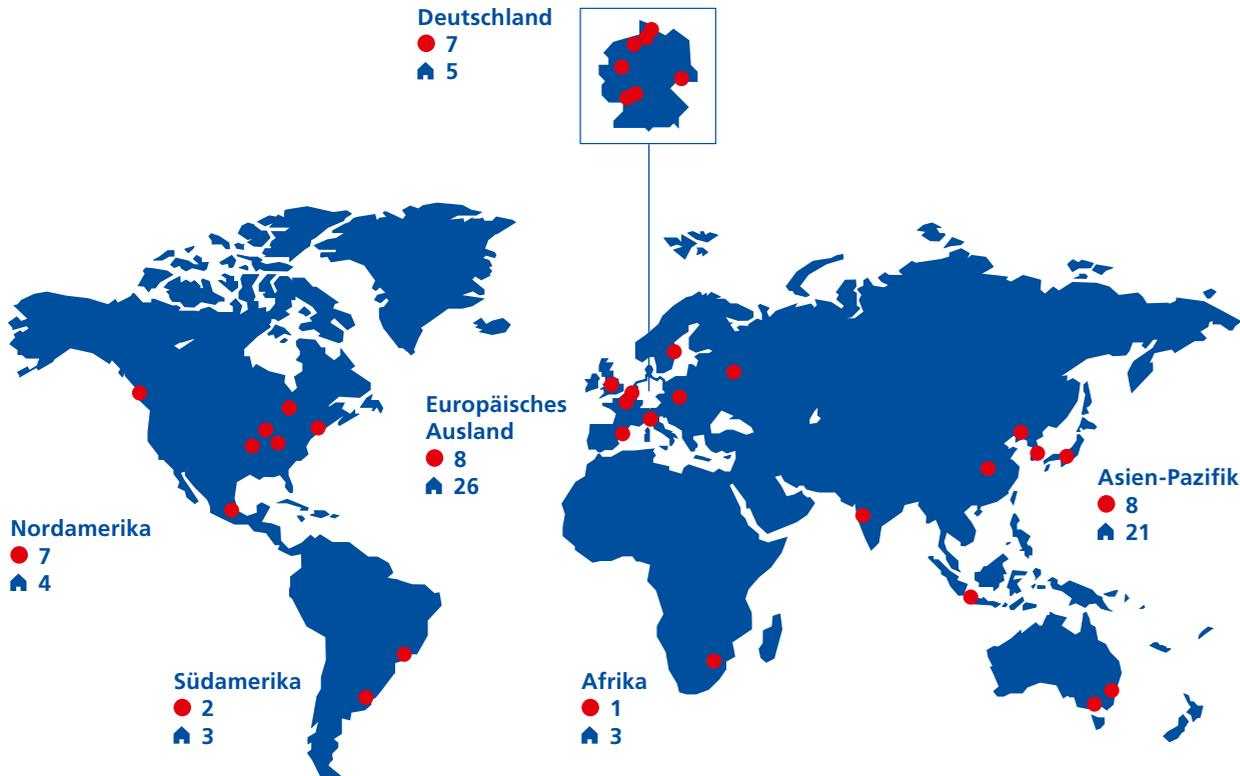 Deutschland
7
5
Europäisches
Ausland
8
26
Asien-Pazifik
8
21
Nordamerika
7
4
Südamerika
2
3
Afrika
1
3